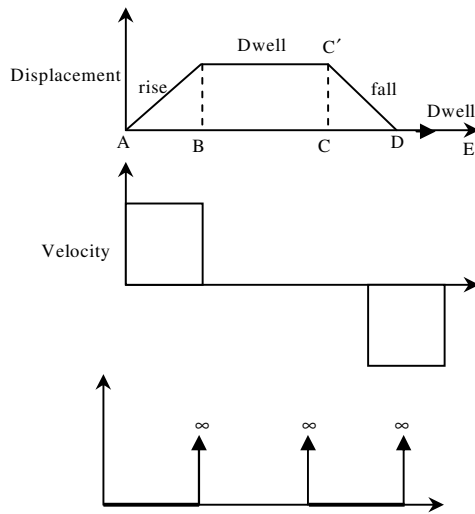 Dwell C′
Displacement
rise fall
Dwell
A B C D E
Velocity
∞ ∞ ∞